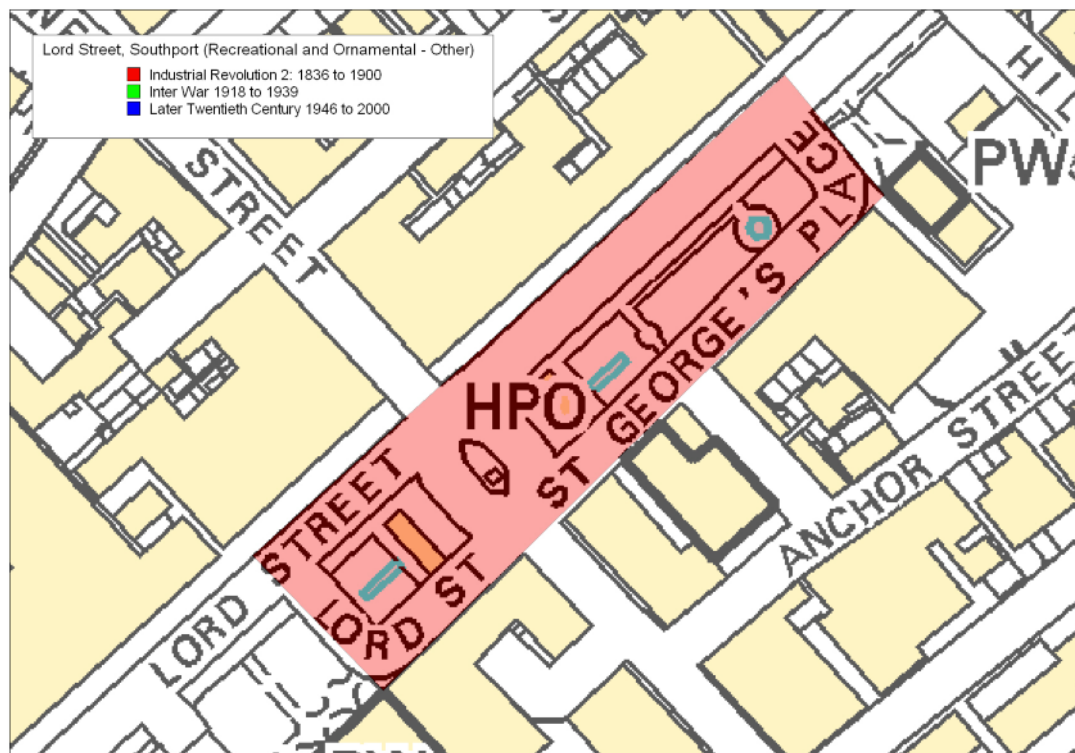 Lord Street, Southport (Recreational and Ornamental - Other)
Industrial Revolution 2: 1836 to 1900
Inter War 1918 to 1939
Later Twentieth Century 1946 to 2000
STREET
PW
PLACE
ST GEORGE'S
HPO
STREET
ANCHOR STREET
LORD ST
LORD